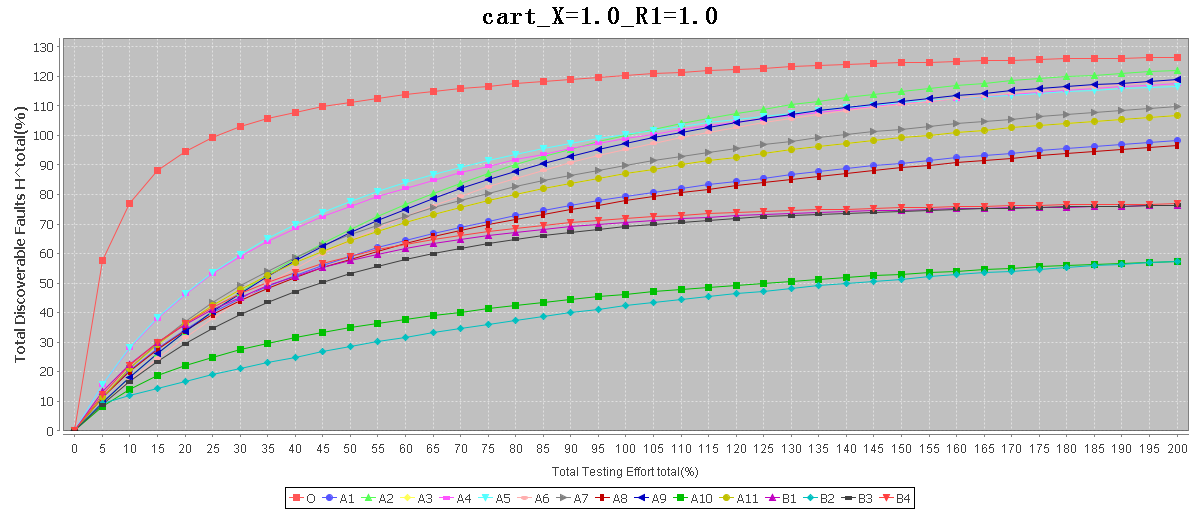 cart_X=1.0_R1=1.0
Total Discoverable Faults H^total(%)
130
120
110
100
90
80
70
60
50
40
30
20
10
0
0 5 10 15 20 25 30 35 40 45 50 55 60 65 70 75 80 85 90 95 100 105 110 115 120 125 130 135 140 145 150 155 160 165 170 175 180 185 190 195 200
Total Testing Effort total(%)
O A1 A2 A3 A4 A5 A6 A7 A8 A9 A10 A11 B1 B2 B3 B4